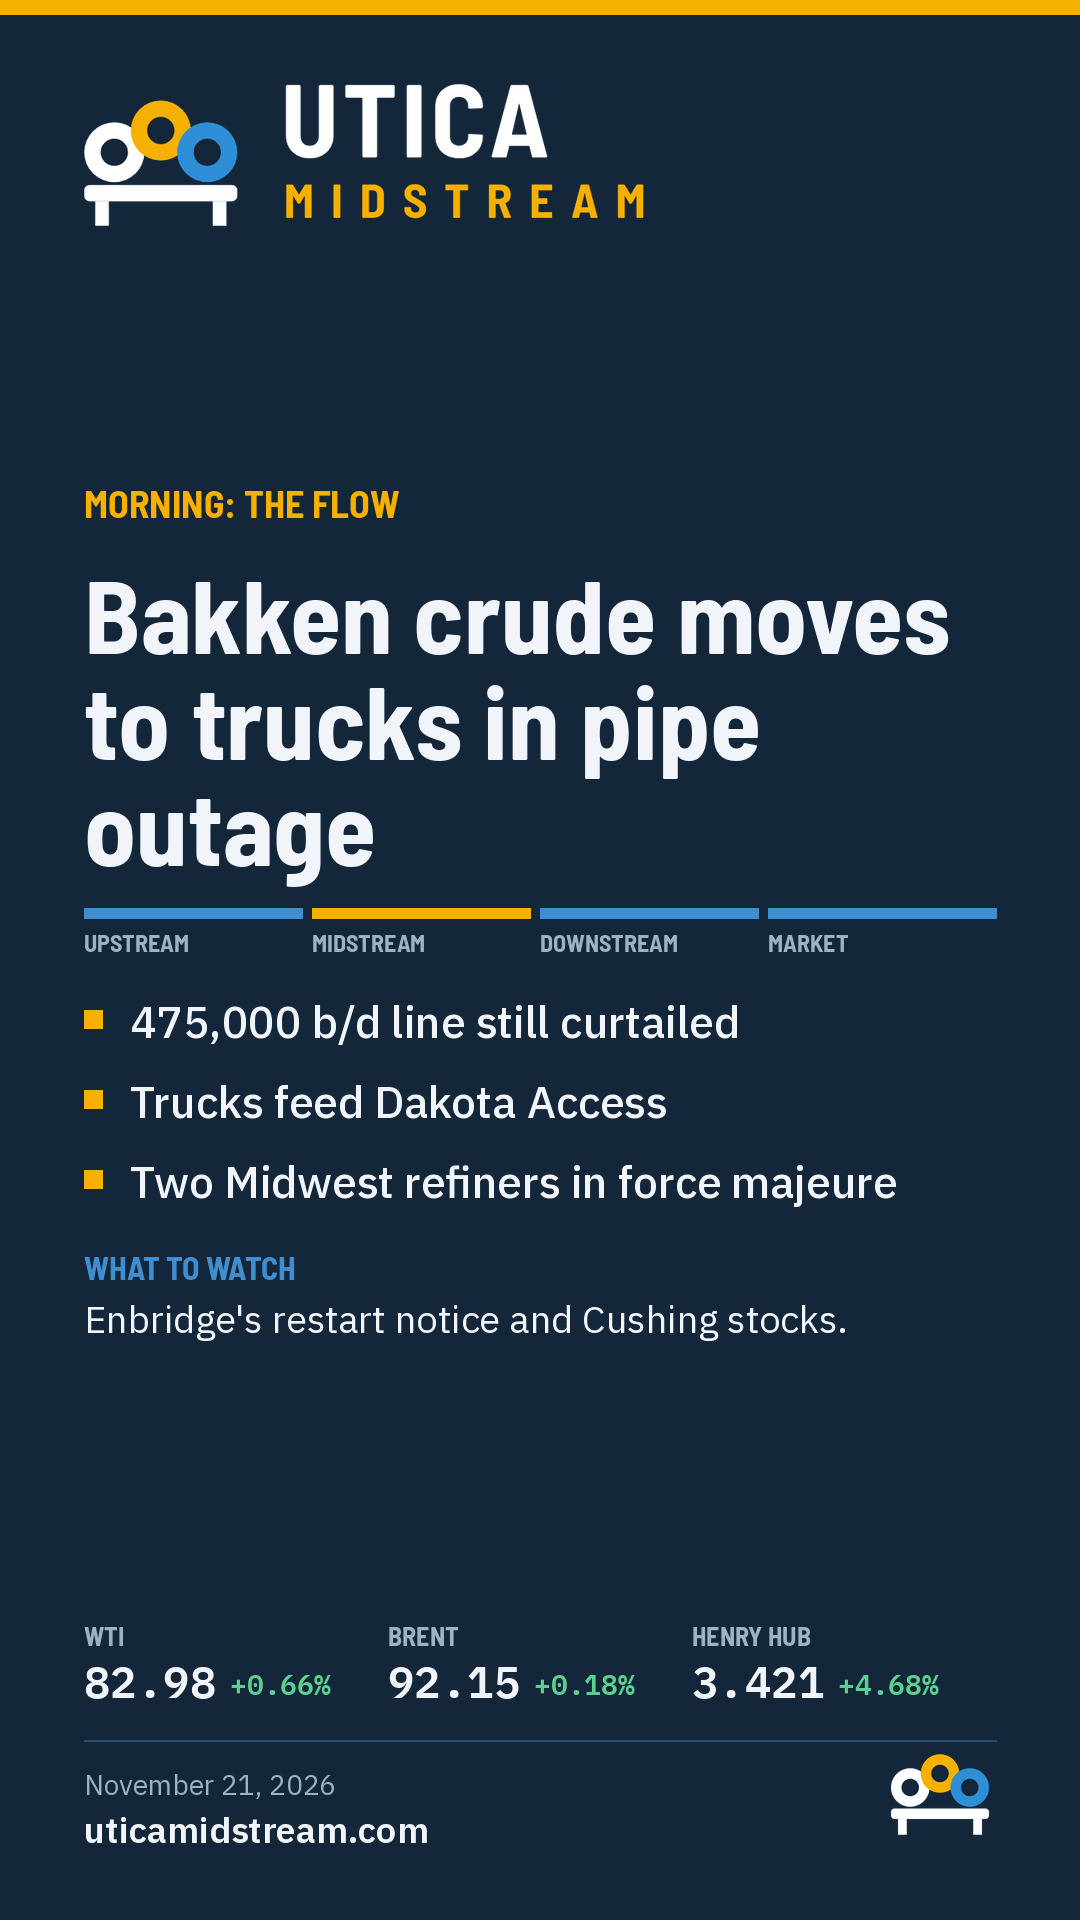 UTICA
MIDSTREAM
MORNING: THE FLOW
Bakken crude moves
to trucks in pipe
outage
UPSTREAM MIDSTREAM DOWNSTREAM MARKET
475,000 b/d line still curtailed
Trucks feed Dakota Access
Two Midwest refiners in force majeure
WHAT TO WATCH
Enbridge's restart notice and Cushing stocks.
WTI BRENT HENRY HUB
82.98 +0.66% 92.15 +0.18% 3.421 +4.68%
November 21, 2026
uticamidstream.com